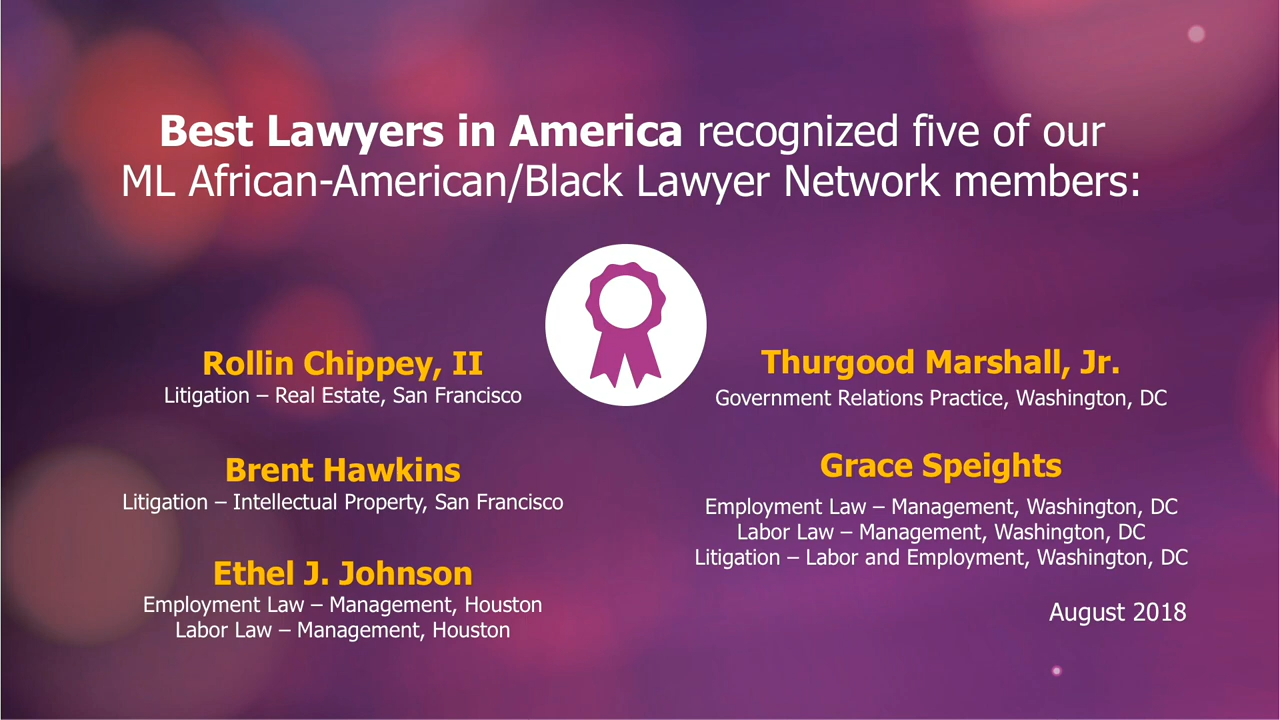 Best Lawyers in America recognized five of our
ML African-American/Black Lawyer Network members:
Rollin Chippey, II
Litigation – Real Estate, San Francisco
Brent Hawkins
Litigation – Intellectual Property, San Francisco
Ethel J. Johnson
Employment Law – Management, Houston
Labor Law – Management, Houston
Thurgood Marshall, Jr.
Government Relations Practice, Washington, DC
Grace Speights
Employment Law – Management, Washington, DC
Labor Law – Management, Washington, DC
Litigation – Labor and Employment, Washington, DC
August 2018